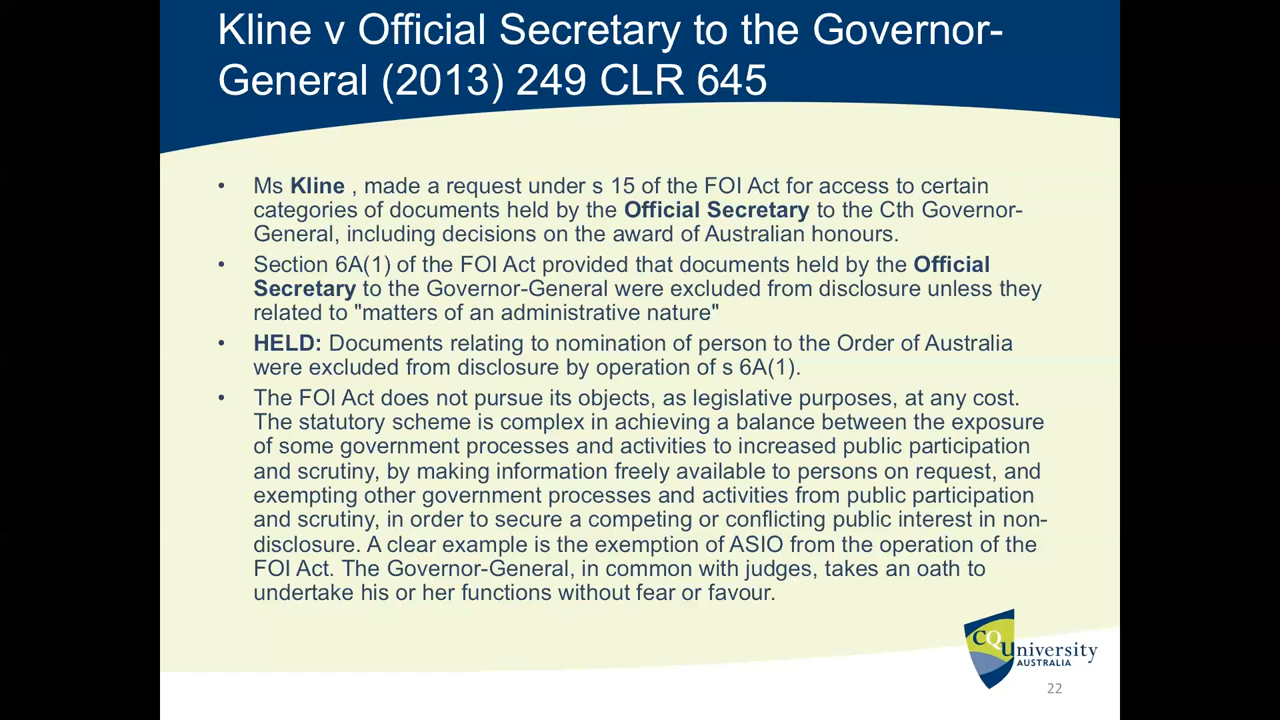 Kline v Official Secretary to the Governor-
General (2013) 249 CLR 645
• Ms Kline , made a request under s 15 of the FOI Act for access to certain
categories of documents held by the Official Secretary to the Cth Governor-
General, including decisions on the award of Australian honours.
• Section 6A(1) of the FOI Act provided that documents held by the Official
Secretary to the Governor-General were excluded from disclosure unless they
related to "matters of an administrative nature"
• HELD: Documents relating to nomination of person to the Order of Australia
were excluded from disclosure by operation of s 6A(1).
• The FOI Act does not pursue its objects, as legislative purposes, at any cost.
The statutory scheme is complex in achieving a balance between the exposure
of some government processes and activities to increased public participation
and scrutiny, by making information freely available to persons on request, and
exempting other government processes and activities from public participation
and scrutiny, in order to secure a competing or conflicting public interest in non-
disclosure. A clear example is the exemption of ASIO from the operation of the
FOI Act. The Governor-General, in common with judges, takes an oath to
undertake his or her functions without fear or favour.
CQUniversity
AUSTRALIA
22